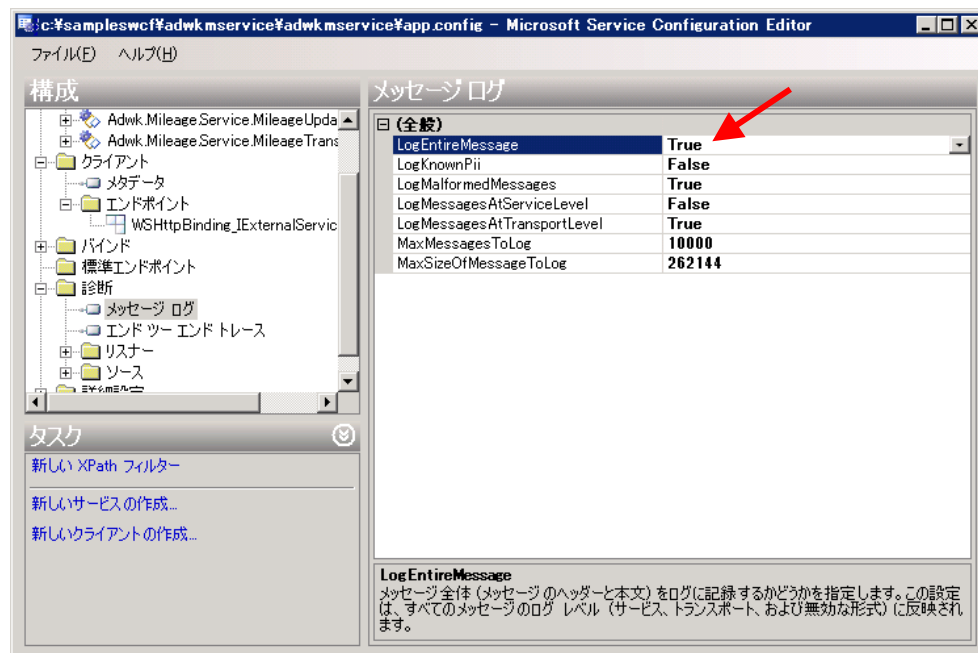 c:¥sampleswcf¥adwkmservice¥adwkmservice¥app.config - Microsoft Service Configuration Editor
ファイル(F) ヘルプ(H)
構成
Adwk.Mileage.Service.MileageUpda
Adwk.Mileage.Service.MileageTrans
クライアント
メタデータ
エンドポイント
WSHttpBinding_IExternalServic
バインド
標準エンドポイント
診断
メッセージ ログ
エンド ツー エンド トレース
リスナー
ソース
詳細設定
タスク
新しい XPath フィルター
新しいサービスの作成...
新しいクライアントの作成...
メッセージ ログ
(全般)
LogEntireMessage True
LogKnownPii False
LogMalformedMessages True
LogMessagesAtServiceLevel False
LogMessagesAtTransportLevel True
MaxMessagesToLog 10000
MaxSizeOfMessageToLog 262144
LogEntireMessage
メッセージ全体 (メッセージのヘッダーと本文) をログに記録するかどうかを指定します。この設定
は、すべてのメッセージのログ レベル (サービス、トランスポート、および無効な形式) に反映され
ます。